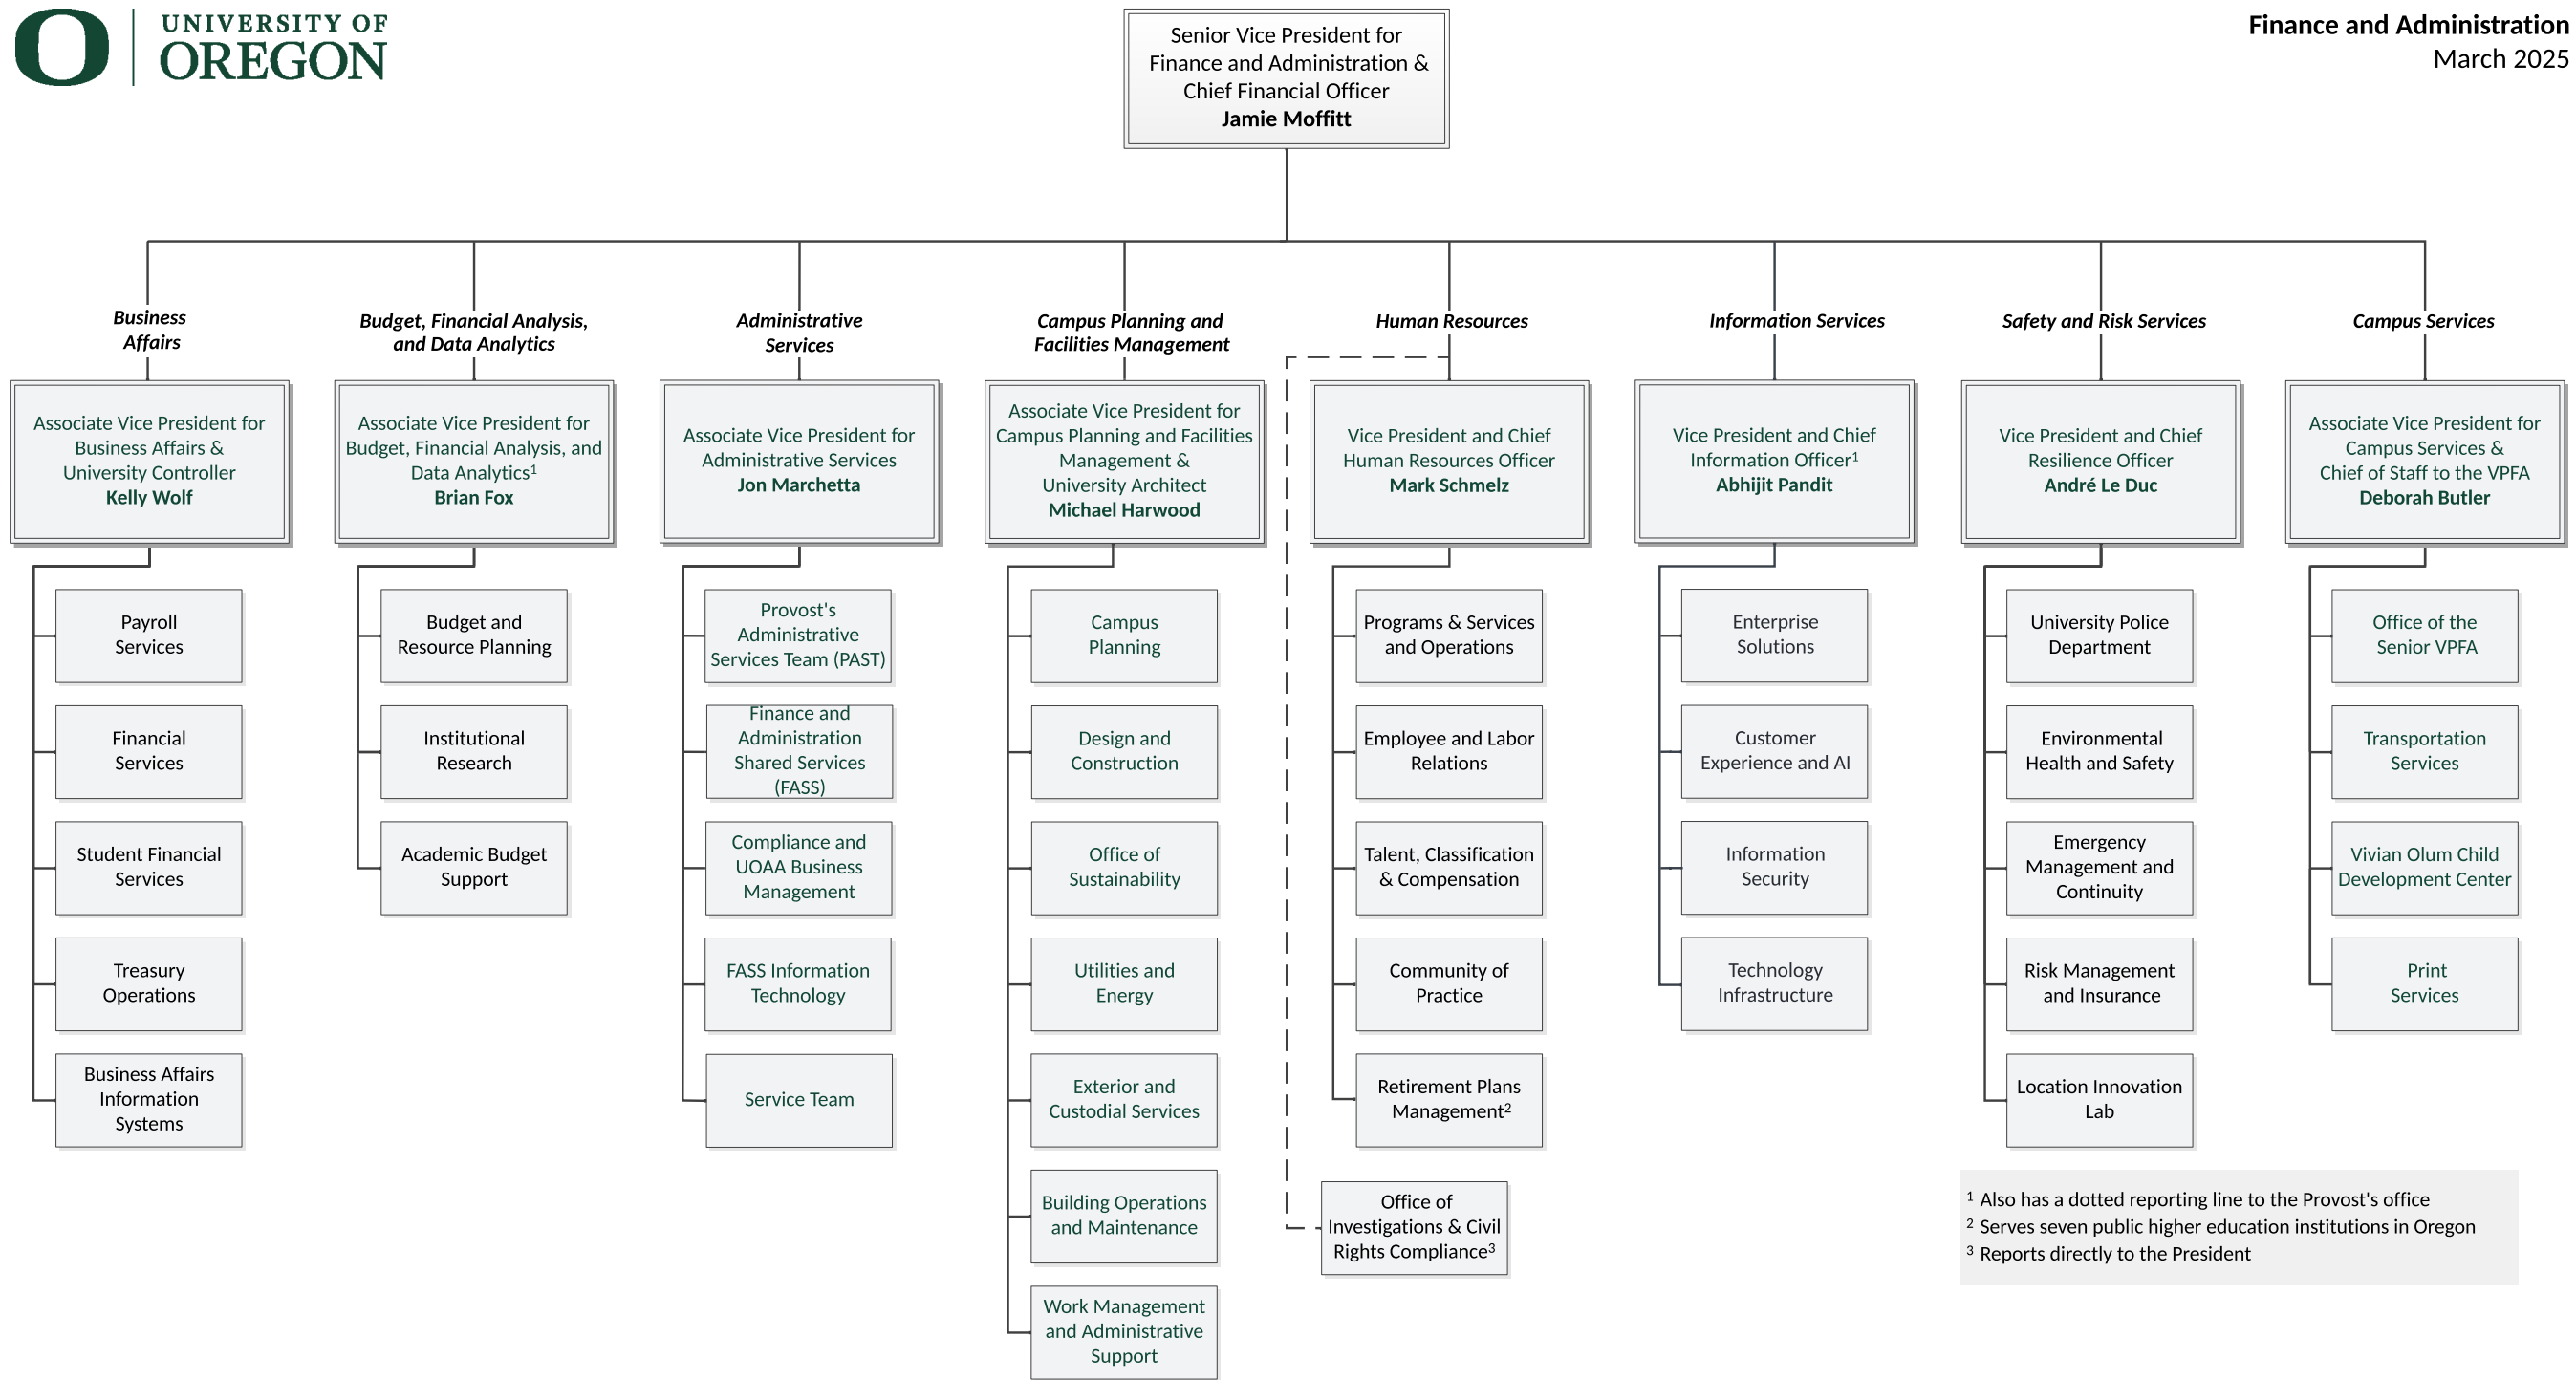 UNIVERSITY OF
OREGON
Senior Vice President for
Finance and Administration &
Chief Financial Officer
Jamie Moffitt
Finance and Administration
March 2025
Business
Affairs
Associate Vice President for
Business Affairs &
University Controller
Kelly Wolf
Payroll
Services
Financial
Services
Student Financial
Services
Treasury
Operations
Business Affairs
Information
Systems
Budget, Financial Analysis,
and Data Analytics
Associate Vice President for
Budget, Financial Analysis, and
Data Analytics¹
Brian Fox
Budget and
Resource Planning
Institutional
Research
Academic Budget
Support
Administrative
Services
Associate Vice President for
Administrative Services
Jon Marchetta
Provost's
Administrative
Services Team (PAST)
Finance and
Administration
Shared Services
(FASS)
Compliance and
UOAA Business
Management
FASS Information
Technology
Service Team
Campus Planning and
Facilities Management
Associate Vice President for
Campus Planning and Facilities
Management &
University Architect
Michael Harwood
Campus
Planning
Design and
Construction
Office of
Sustainability
Utilities and
Energy
Exterior and
Custodial Services
Building Operations
and Maintenance
Work Management
and Administrative
Support
Human Resources
Vice President and Chief
Human Resources Officer
Mark Schmelz
Programs & Services
and Operations
Employee and Labor
Relations
Talent, Classification
& Compensation
Community of
Practice
Retirement Plans
Management²
Office of
Investigations & Civil
Rights Compliance³
Information Services
Vice President and Chief
Information Officer¹
Abhijit Pandit
Enterprise
Solutions
Customer
Experience and AI
Information
Security
Technology
Infrastructure
Safety and Risk Services
Vice President and Chief
Resilience Officer
André Le Duc
University Police
Department
Environmental
Health and Safety
Emergency
Management and
Continuity
Risk Management
and Insurance
Location Innovation
Lab
Campus Services
Associate Vice President for
Campus Services &
Chief of Staff to the VPFA
Deborah Butler
Office of the
Senior VPFA
Transportation
Services
Vivian Olum Child
Development Center
Print
Services
¹ Also has a dotted reporting line to the Provost's office
² Serves seven public higher education institutions in Oregon
³ Reports directly to the President